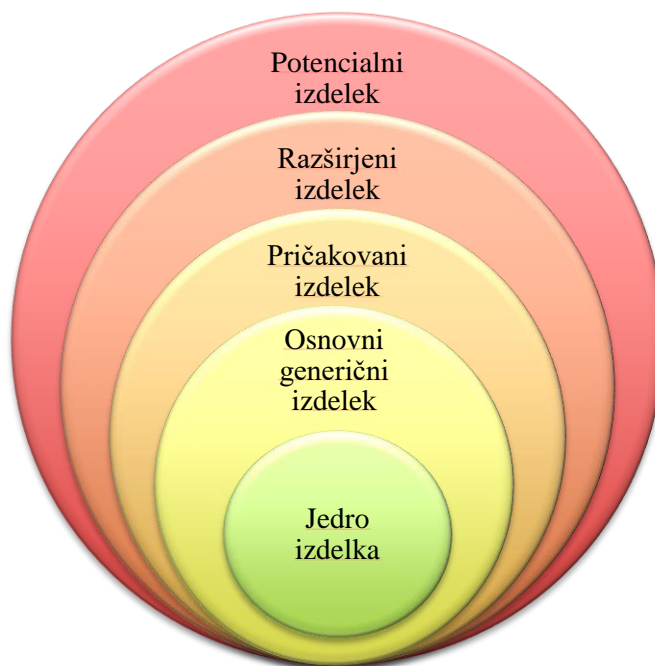 Potencialni
izdelek
Razširjeni
izdelek
Pričakovani
izdelek
Osnovni
generični
izdelek
Jedro
izdelka